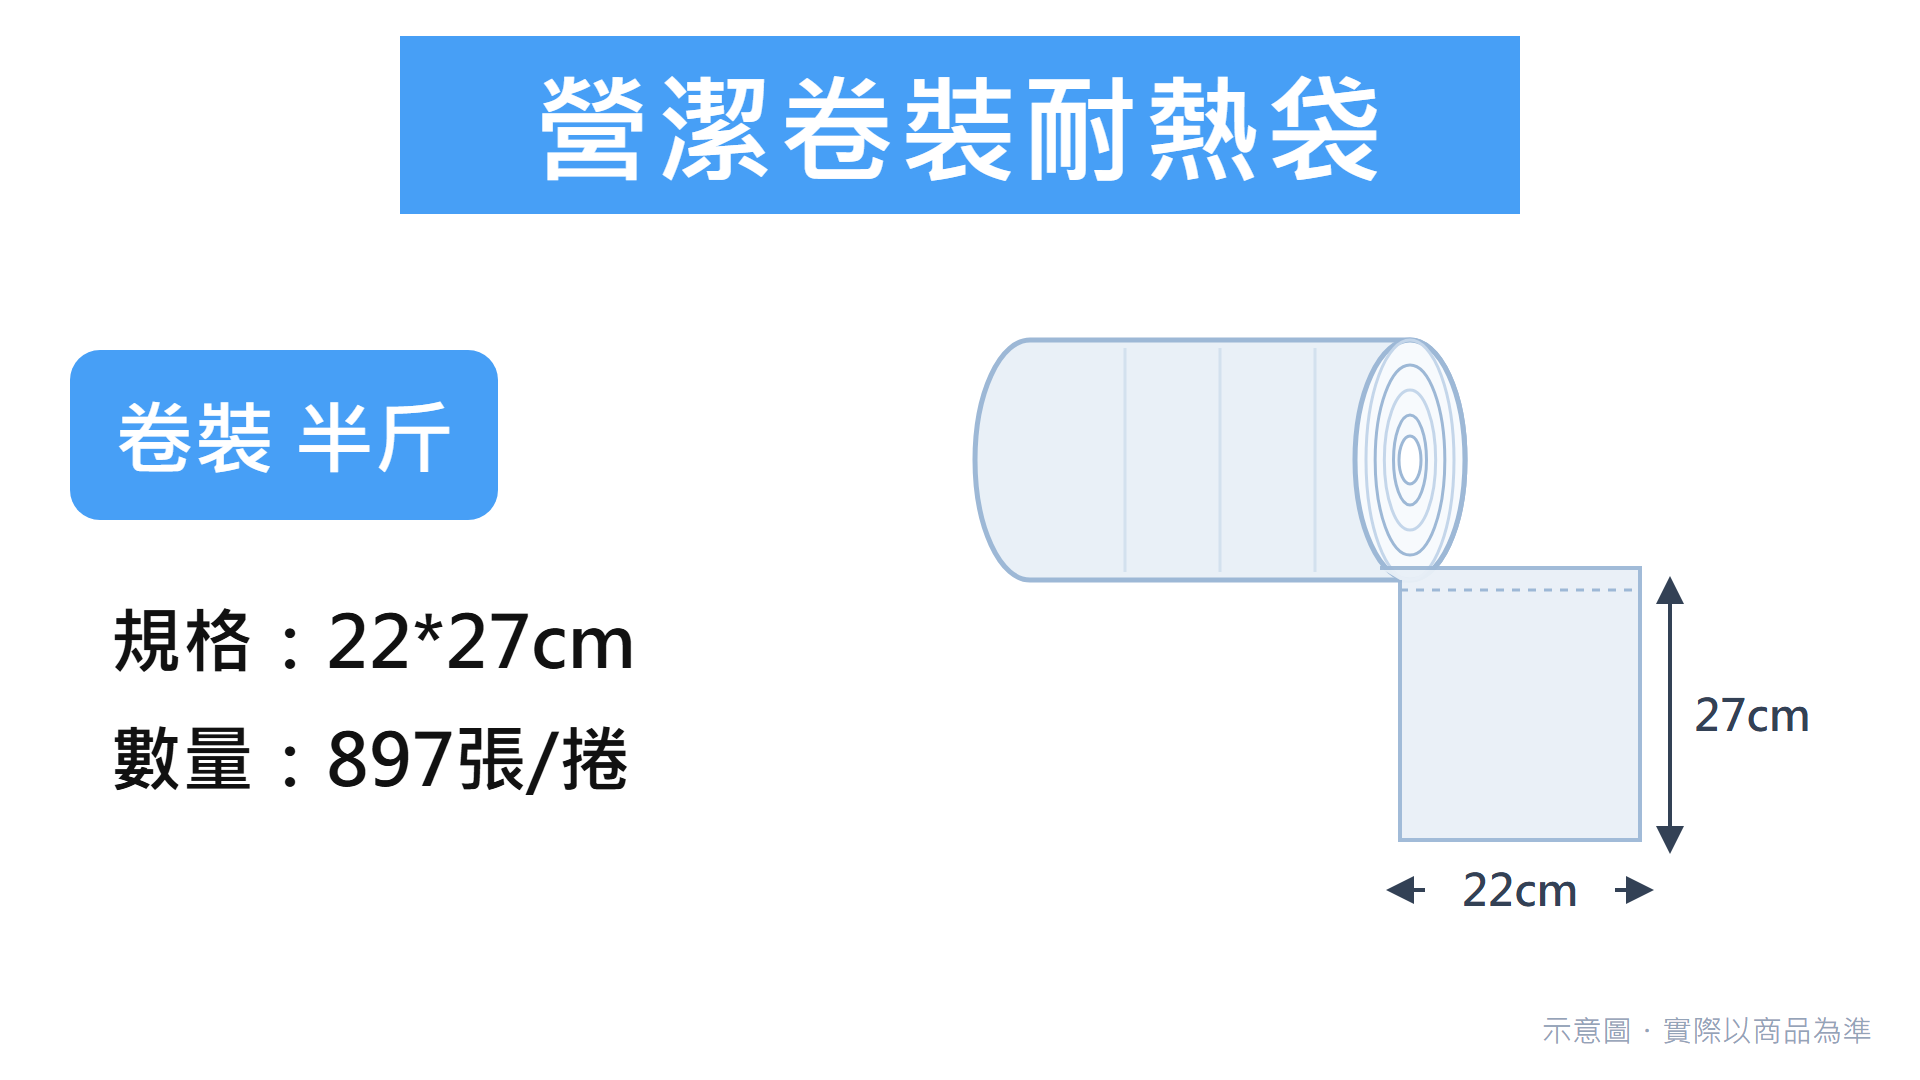 營潔卷裝耐熱袋
卷裝 半斤
規格：22*27cm
數量：897張/捲
27cm
22cm
示意圖・實際以商品為準